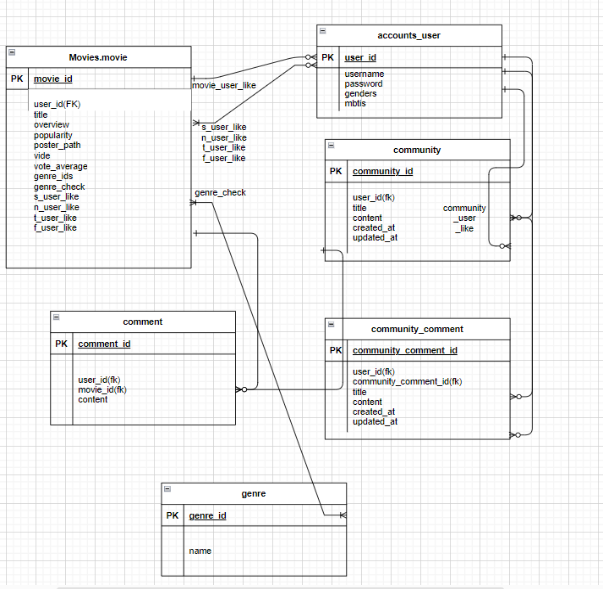 accounts_user
PK user_id
username
password
genders
mbtis
Movies.movie
PK movie_id
user_id(FK)
title
overview
popularity
poster_path
vide
vote_average
genre_ids
genre_check
s_user_like
n_user_like
t_user_like
f_user_like
movie_user_like
s_user_like
n_user_like
t_user_like
f_user_like
genre_check
community
PK community_id
user_id(fk)
title
content
created_at
updated_at
community
_user
_like
comment
PK comment_id
user_id(fk)
movie_id(fk)
content
community_comment
PK community_comment_id
user_id(fk)
community_comment_id(fk)
title
content
created_at
updated_at
genre
PK genre_id
name